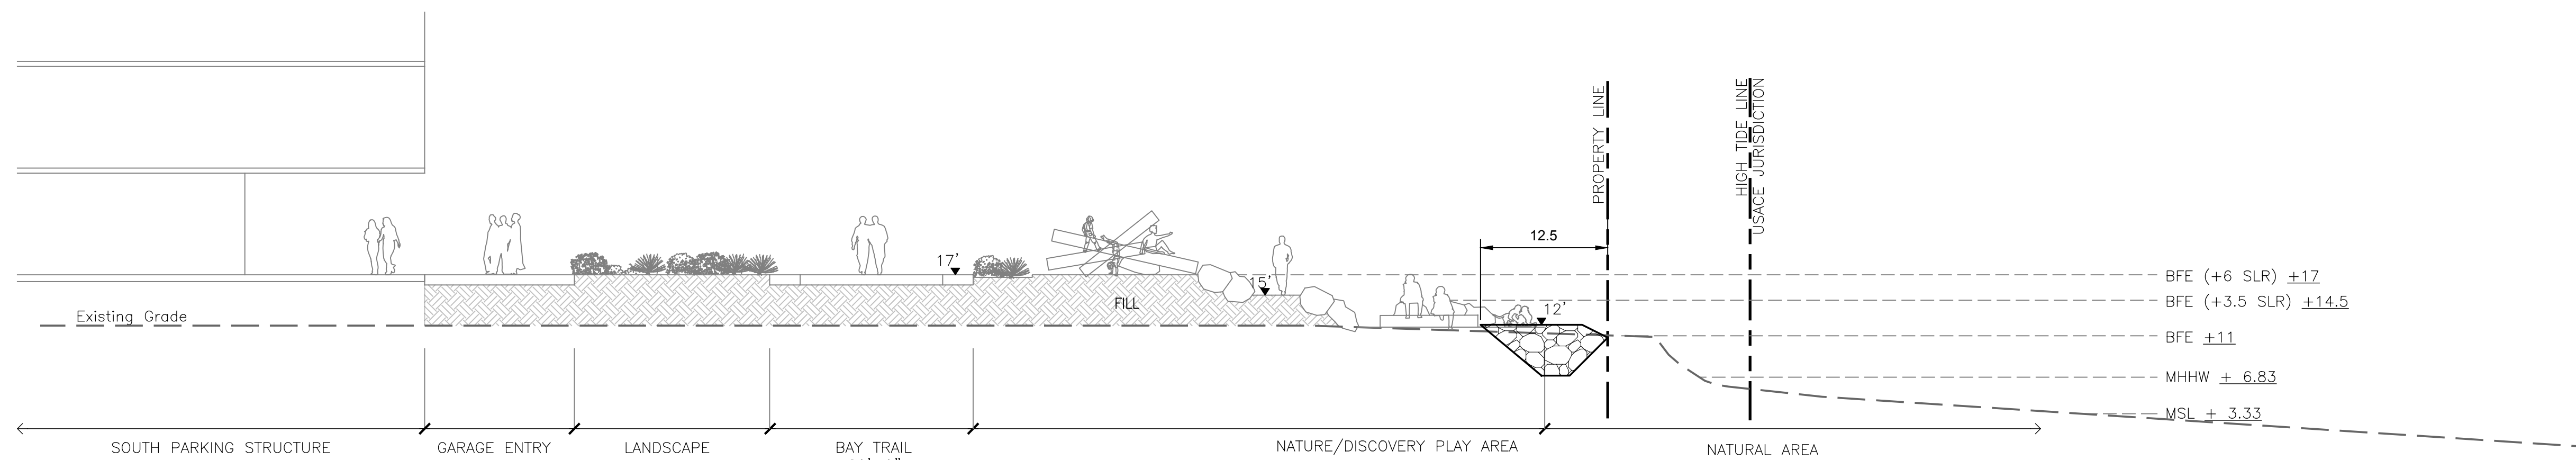 PROPERTY LINE
HIGH TIDE LINE
USACE JURISDICTION
12.5
17'
15'
12'
FILL
Existing Grade
BFE (+6 SLR) +17
BFE (+3.5 SLR) +14.5
BFE +11
MHHW + 6.83
MSL + 3.33
SOUTH PARKING STRUCTURE
GARAGE ENTRY
LANDSCAPE
BAY TRAIL
NATURE/DISCOVERY PLAY AREA
NATURAL AREA